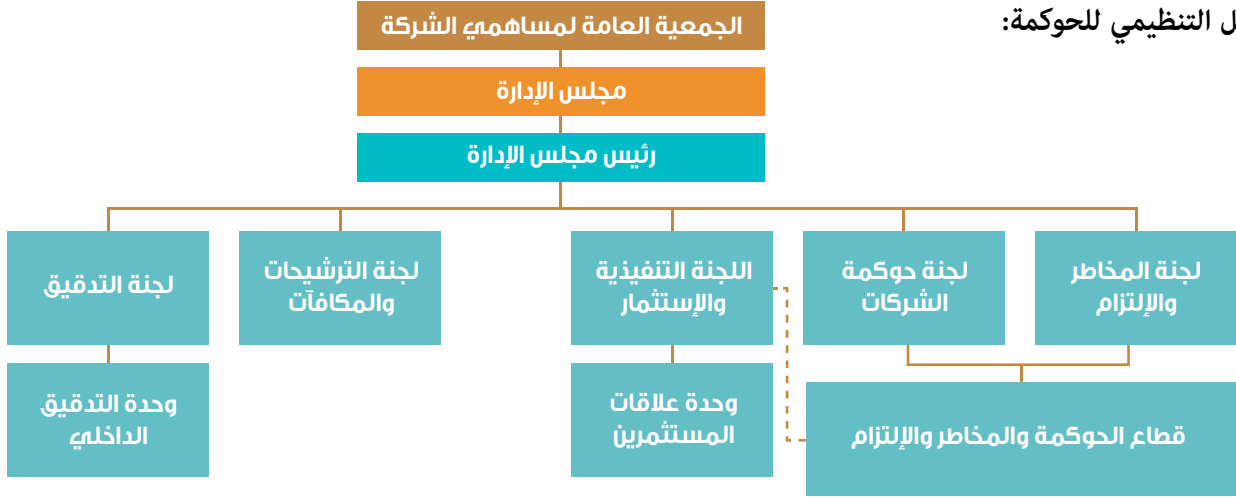 ل التنظيمي للحوكمة:
الجمعية العامة لمساهمي الشركة
مجلس الإدارة
رئيس مجلس الإدارة
لجنة المخاطر
والإلتزام
لجنة حوكمة
الشركات
اللجنة التنفيذية
والإستثمار
لجنة الترشيحات
والمكافآت
لجنة التدقيق
قطاع الحوكمة والمخاطر والإلتزام
وحدة علاقات
المستثمرين
وحدة التدقيق
الداخلي